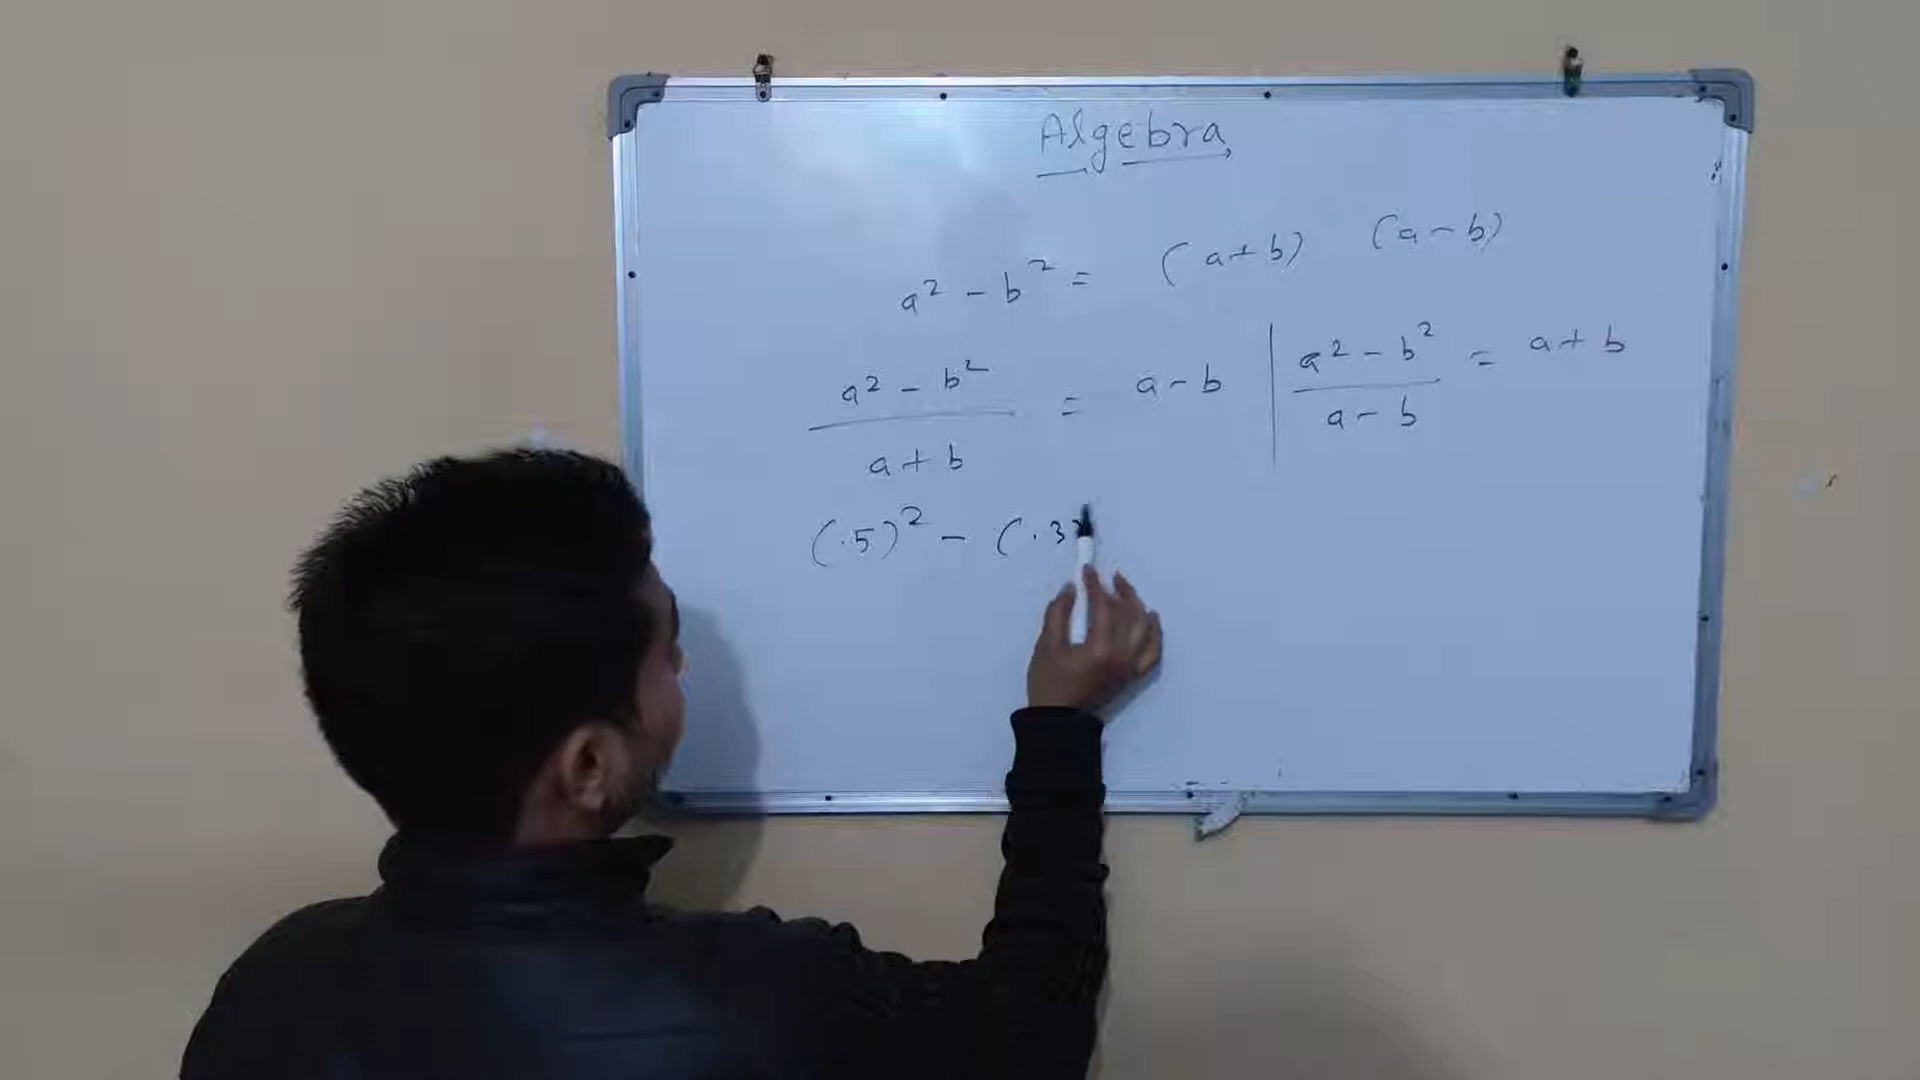 Algebra
a² - b² = (a+b) (a-b)
a² - b² / a+b = a-b | a² - b² / a-b = a+b
(.5)² - (.3